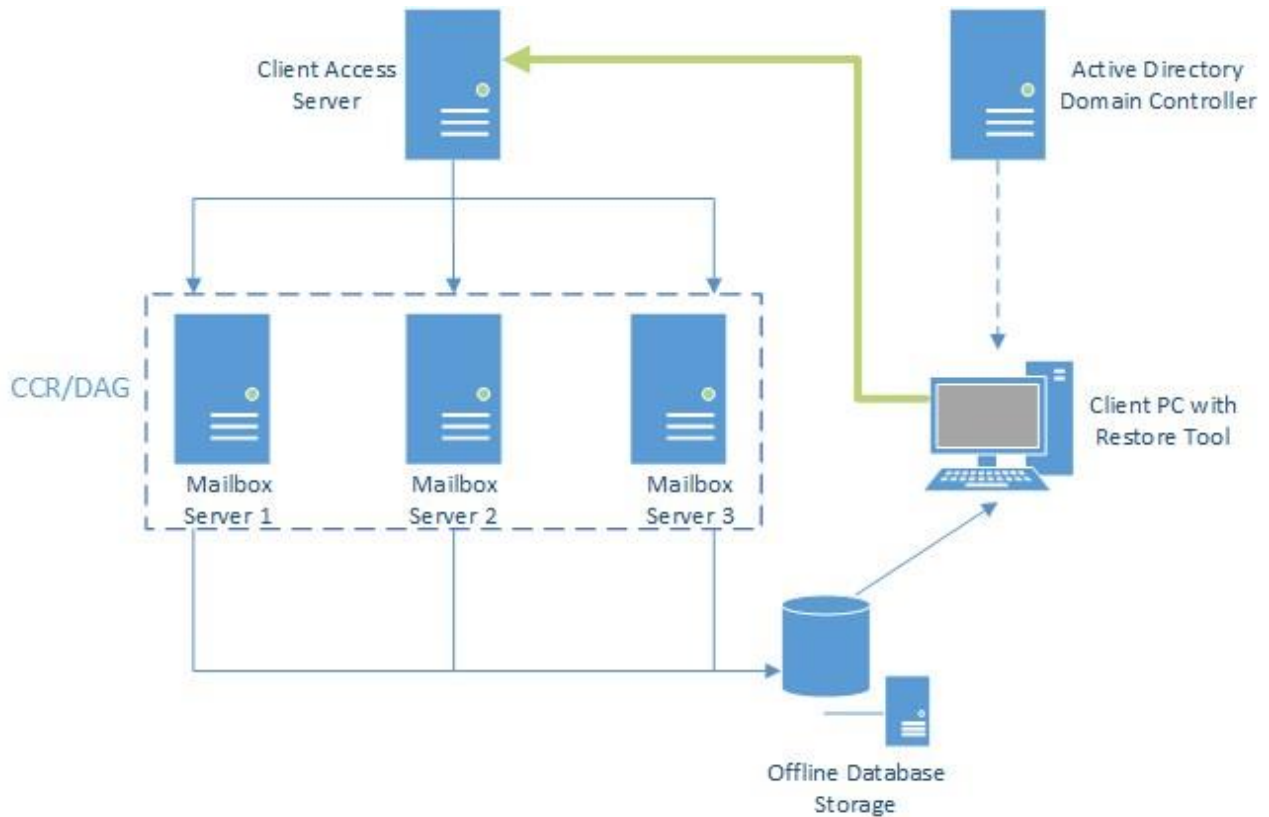 Client Access
Server
Active Directory
Domain Controller
CCR/DAG
Client PC with
Restore Tool
Mailbox
Server 1
Mailbox
Server 2
Mailbox
Server 3
Offline Database
Storage